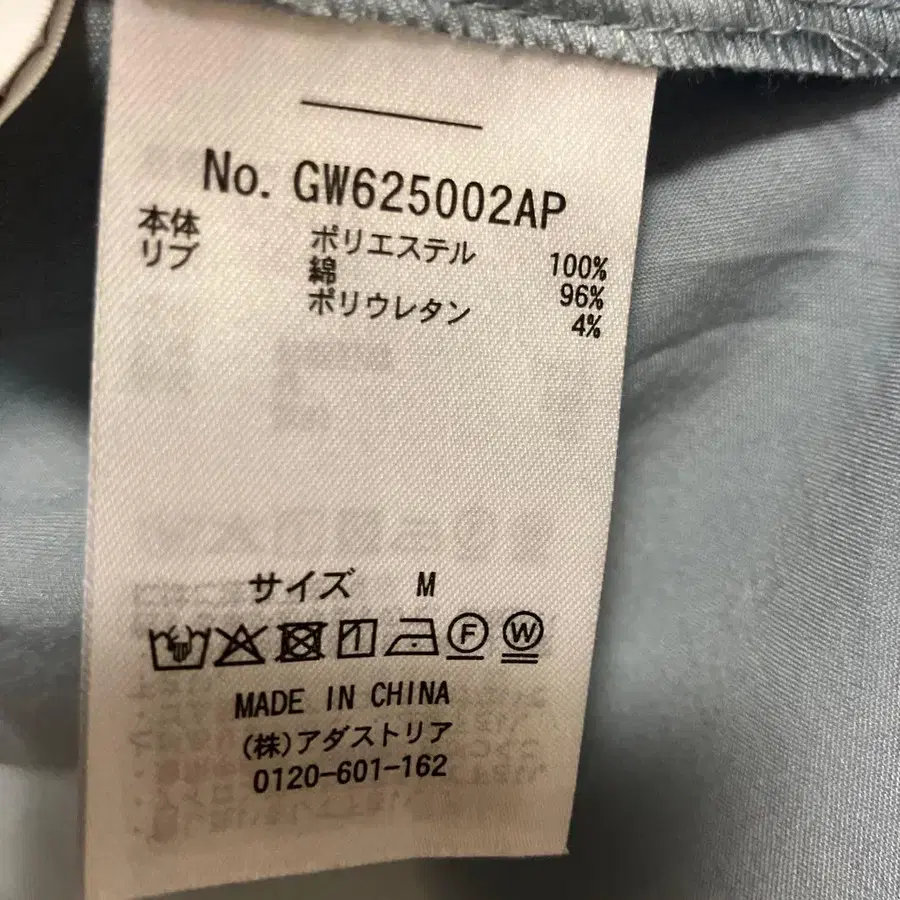 No. GW625002AP
本体 ポリエステル 100%
リブ 綿 96%
ポリウレタン 4%
サイズ M
F W
MADE IN CHINA
(株)アダストリア
0120-601-162